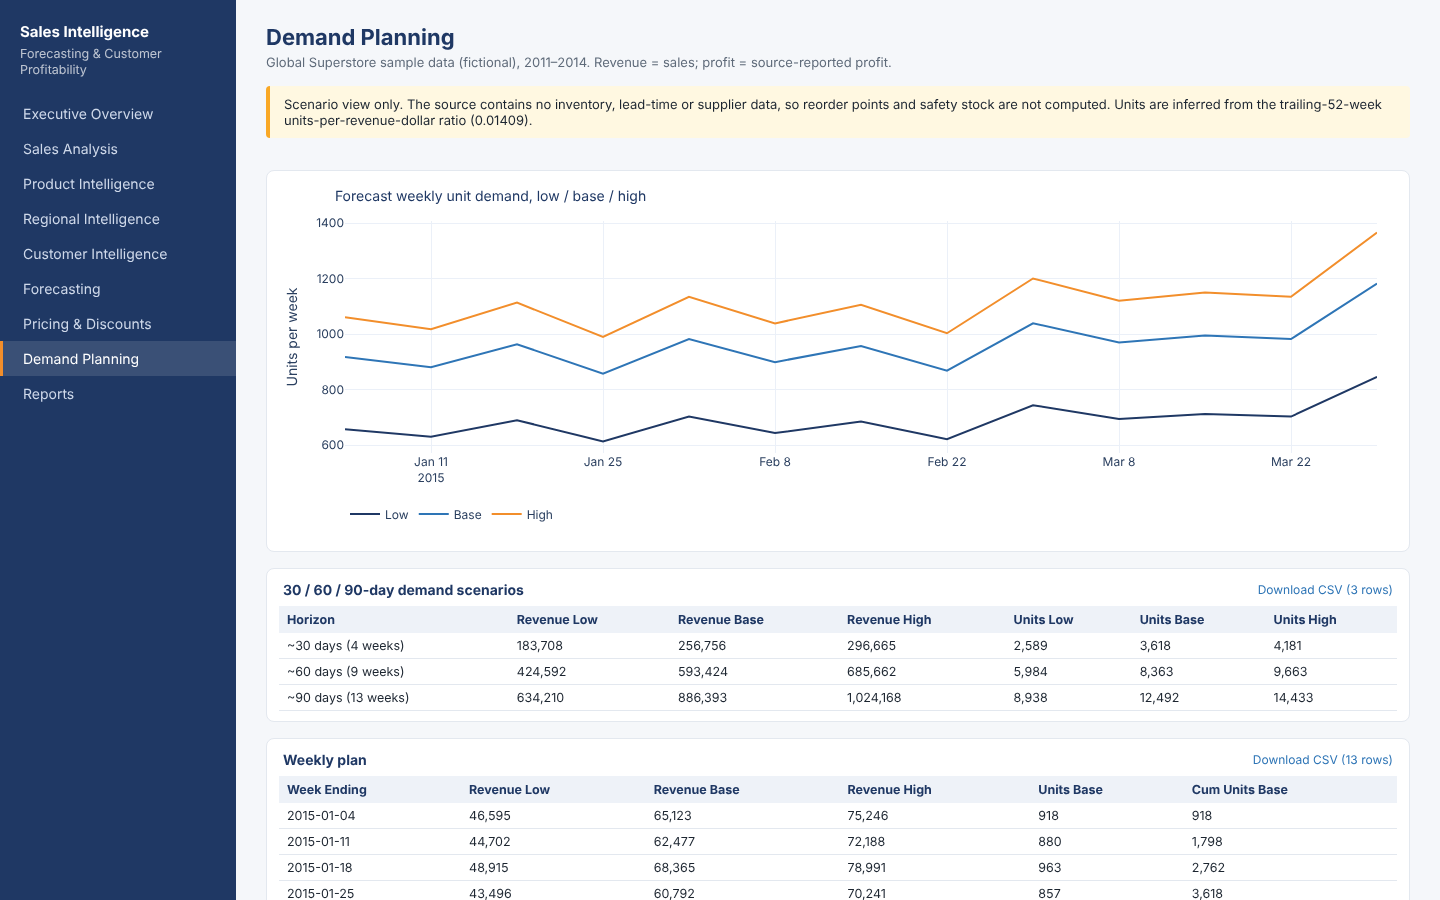 Sales Intelligence
Forecasting & Customer
Profitability
Executive Overview
Sales Analysis
Product Intelligence
Regional Intelligence
Customer Intelligence
Forecasting
Pricing & Discounts
Demand Planning
Reports
Demand Planning
Global Superstore sample data (fictional), 2011–2014. Revenue = sales; profit = source-reported profit.
Scenario view only. The source contains no inventory, lead-time or supplier data, so reorder points and safety stock are not computed. Units are inferred from the trailing-52-week
units-per-revenue-dollar ratio (0.01409).
Forecast weekly unit demand, low / base / high
Units per week
1400
1200
1000
800
600
Jan 11 Jan 25 Feb 8 Feb 22 Mar 8 Mar 22
2015
Low Base High
30 / 60 / 90-day demand scenarios Download CSV (3 rows)
Horizon Revenue Low Revenue Base Revenue High Units Low Units Base Units High
~30 days (4 weeks) 183,708 256,756 296,665 2,589 3,618 4,181
~60 days (9 weeks) 424,592 593,424 685,662 5,984 8,363 9,663
~90 days (13 weeks) 634,210 886,393 1,024,168 8,938 12,492 14,433
Weekly plan Download CSV (13 rows)
Week Ending Revenue Low Revenue Base Revenue High Units Base Cum Units Base
2015-01-04 46,595 65,123 75,246 918 918
2015-01-11 44,702 62,477 72,188 880 1,798
2015-01-18 48,915 68,365 78,991 963 2,762
2015-01-25 43,496 60,792 70,241 857 3,618